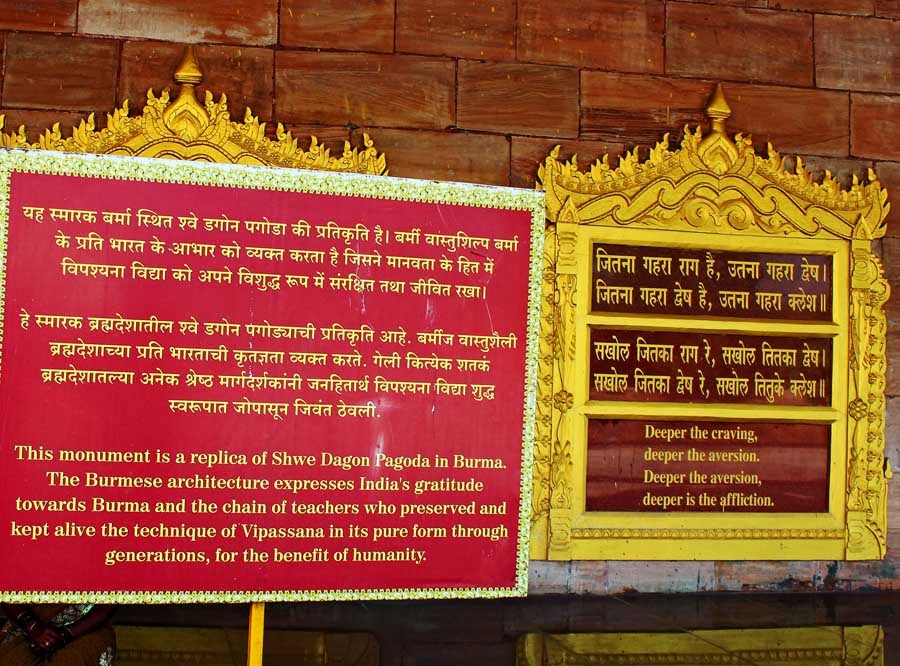 यह स्मारक बर्मा स्थित श्वे डगोन पगोडा की प्रतिकृति है। बर्मी वास्तुशिल्प बर्मा
के प्रति भारत के आभार को व्यक्त करता है जिसने मानवता के हित में
विपश्यना विद्या को अपने विशुद्ध रूप में संरक्षित तथा जीवित रखा।
हे स्मारक ब्रह्मदेशातील श्वे डगोन पगोड्याची प्रतिकृति आहे. बर्मीज वास्तुशैली
ब्रह्मदेशाच्या प्रति भारताची कृतज्ञता व्यक्त करते. गेली कित्येक शतकं
ब्रह्मदेशातल्या अनेक श्रेष्ठ मार्गदर्शकांनी जनहितार्थ विपश्यना विद्या शुद्ध
स्वरूपात जोपासून जिवंत ठेवली.
This monument is a replica of Shwe Dagon Pagoda in Burma.
The Burmese architecture expresses India's gratitude
towards Burma and the chain of teachers who preserved and
kept alive the technique of Vipassana in its pure form through
generations, for the benefit of humanity.
जितना गहरा राग है, उतना गहरा द्वेष।
जितना गहरा द्वेष है, उतना गहरा क्लेश॥
सखोल जितका राग रे, सखोल तितका द्वेष।
सखोल जितका द्वेष रे, सखोल तितुके क्लेश॥
Deeper the craving,
deeper the aversion.
Deeper the aversion,
deeper is the affliction.